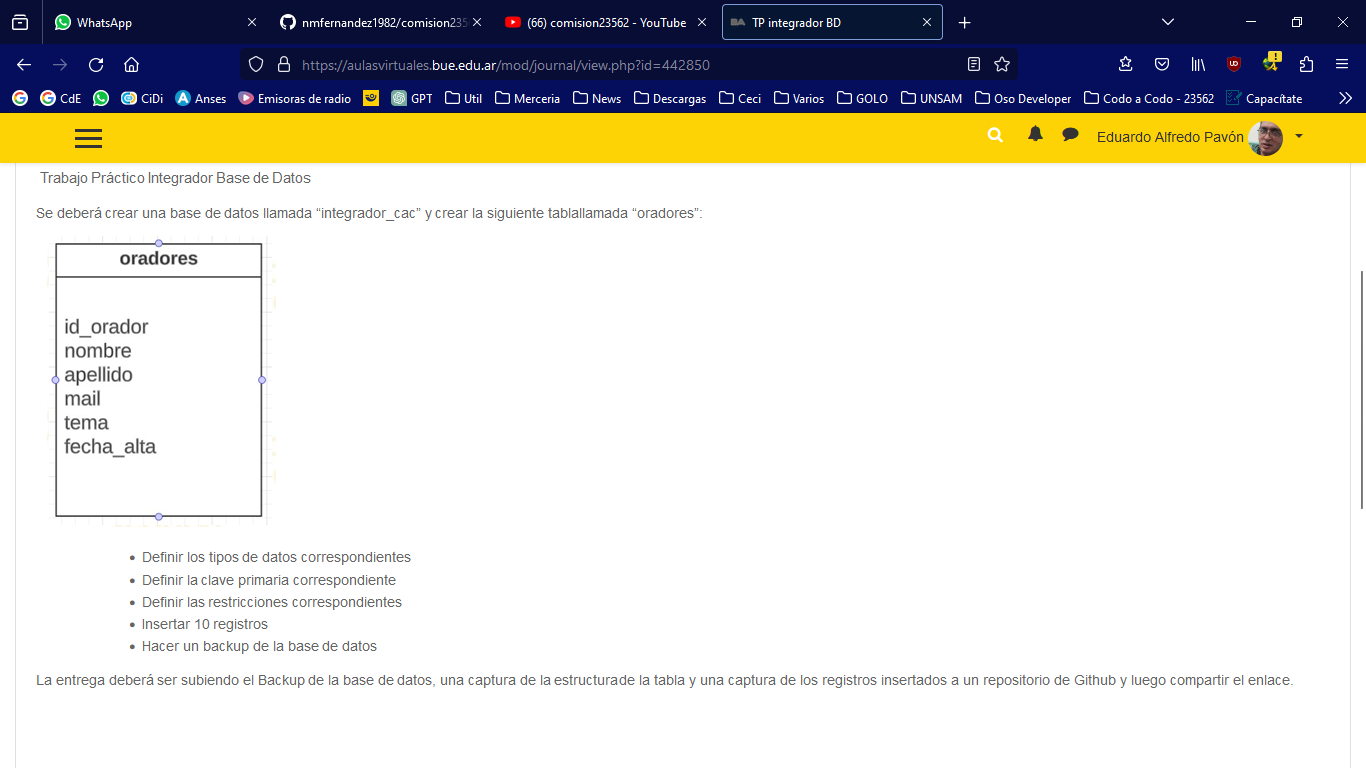 WhatsApp
nmfernandez1982/comision235
(66) comision23562 - YouTube
BA TP integrador BD
https://aulasvirtuales.bue.edu.ar/mod/journal/view.php?id=442850
CdE CiDi Anses Emisoras de radio GPT Util Merceria News Descargas Ceci Varios GOLO UNSAM Oso Developer Codo a Codo - 23562 Capacítate
Eduardo Alfredo Pavón
Trabajo Práctico Integrador Base de Datos
Se deberá crear una base de datos llamada “integrador_cac” y crear la siguiente tablallamada “oradores”:
oradores
id_orador
nombre
apellido
mail
tema
fecha_alta
Definir los tipos de datos correspondientes
Definir la clave primaria correspondiente
Definir las restricciones correspondientes
Insertar 10 registros
Hacer un backup de la base de datos
La entrega deberá ser subiendo el Backup de la base de datos, una captura de la estructurade la tabla y una captura de los registros insertados a un repositorio de Github y luego compartir el enlace.